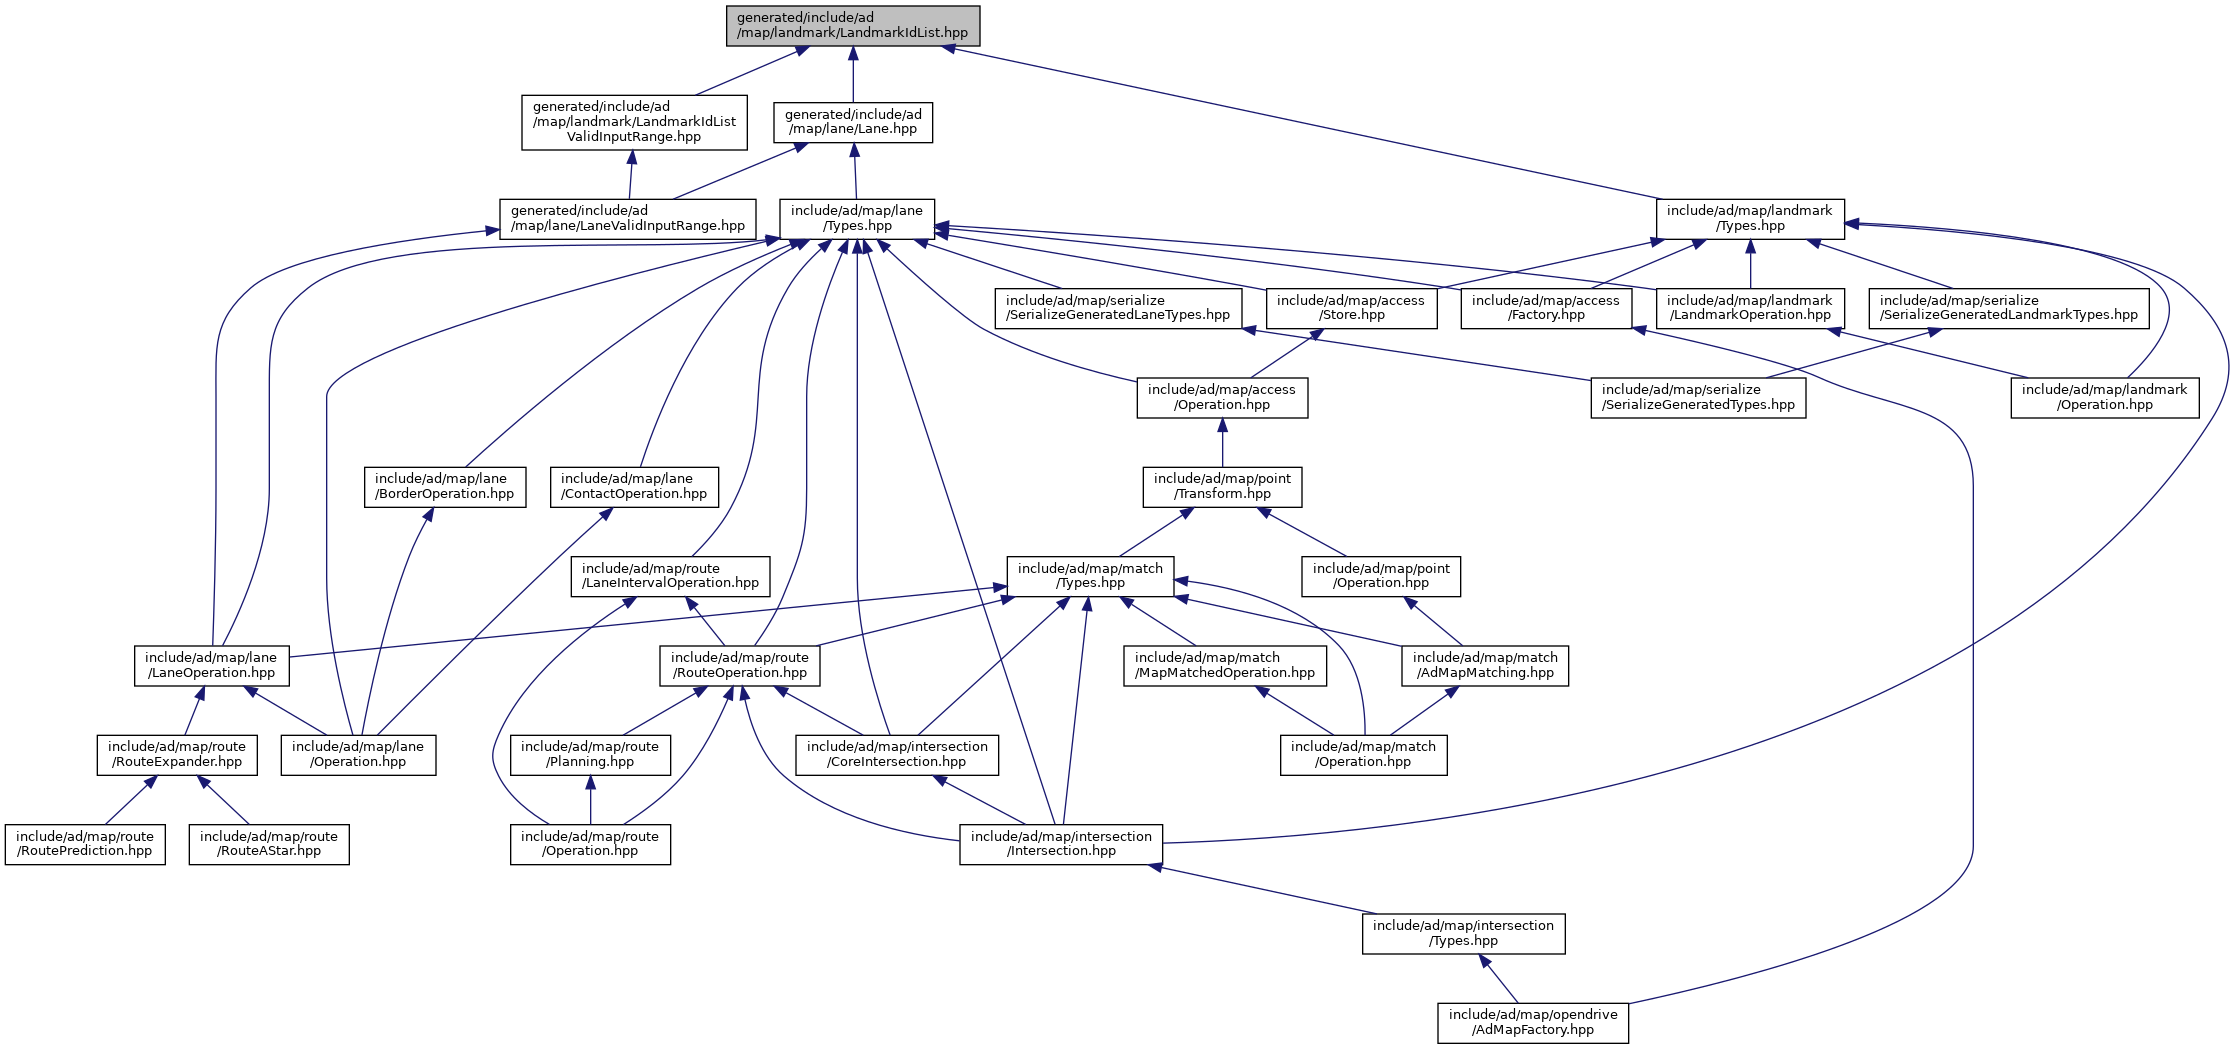 generated/include/ad
/map/landmark/LandmarkIdList.hpp
generated/include/ad
/map/landmark/LandmarkIdList
ValidInputRange.hpp
generated/include/ad
/map/lane/Lane.hpp
generated/include/ad
/map/lane/LaneValidInputRange.hpp
include/ad/map/lane
/Types.hpp
include/ad/map/landmark
/Types.hpp
include/ad/map/serialize
/SerializeGeneratedLaneTypes.hpp
include/ad/map/access
/Store.hpp
include/ad/map/access
/Factory.hpp
include/ad/map/landmark
/LandmarkOperation.hpp
include/ad/map/serialize
/SerializeGeneratedLandmarkTypes.hpp
include/ad/map/access
/Operation.hpp
include/ad/map/serialize
/SerializeGeneratedTypes.hpp
include/ad/map/landmark
/Operation.hpp
include/ad/map/lane
/BorderOperation.hpp
include/ad/map/lane
/ContactOperation.hpp
include/ad/map/point
/Transform.hpp
include/ad/map/route
/LaneIntervalOperation.hpp
include/ad/map/match
/Types.hpp
include/ad/map/point
/Operation.hpp
include/ad/map/lane
/LaneOperation.hpp
include/ad/map/route
/RouteOperation.hpp
include/ad/map/match
/MapMatchedOperation.hpp
include/ad/map/match
/AdMapMatching.hpp
include/ad/map/route
/RouteExpander.hpp
include/ad/map/lane
/Operation.hpp
include/ad/map/route
/Planning.hpp
include/ad/map/intersection
/CoreIntersection.hpp
include/ad/map/match
/Operation.hpp
include/ad/map/route
/RoutePrediction.hpp
include/ad/map/route
/RouteAStar.hpp
include/ad/map/route
/Operation.hpp
include/ad/map/intersection
/Intersection.hpp
include/ad/map/intersection
/Types.hpp
include/ad/map/opendrive
/AdMapFactory.hpp